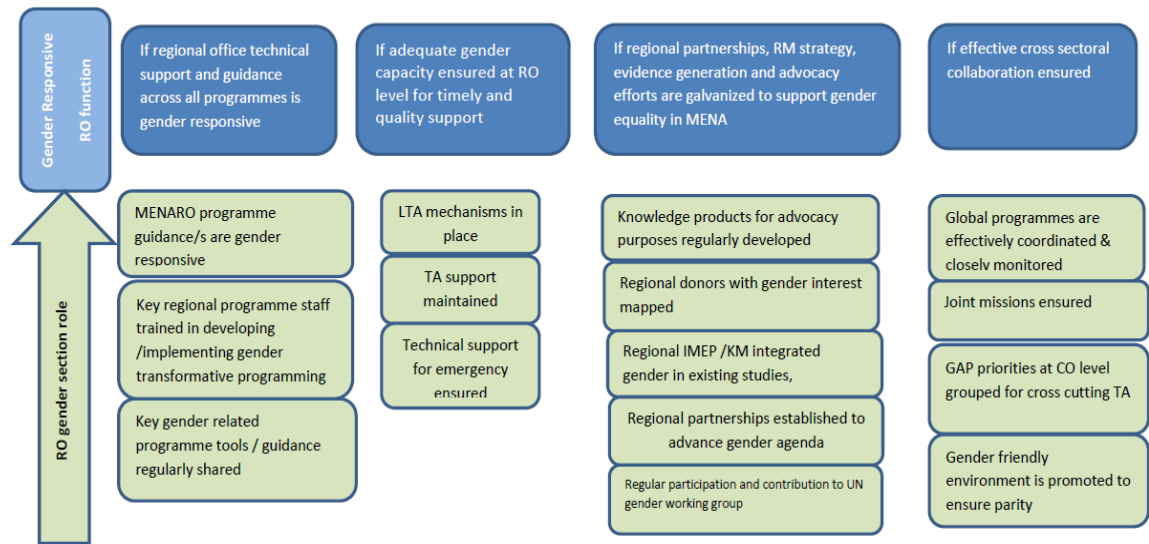 Gender Responsive
RO function
If regional office technical
support and guidance
across all programmes is
gender responsive
If adequate gender
capacity ensured at RO
level for timely and
quality support
If regional partnerships, RM strategy,
evidence generation and advocacy
efforts are galvanized to support gender
equality in MENA
If effective cross sectoral
collaboration ensured
RO gender section role
MENARO programme
guidance/s are gender
responsive
Key regional programme staff
trained in developing
/implementing gender
transformative programming
Key gender related
programme tools / guidance
regularly shared
LTA mechanisms in
place
TA support
maintained
Technical support
for emergency
ensured
Knowledge products for advocacy
purposes regularly developed
Regional donors with gender interest
mapped
Regional IMEP /KM integrated
gender in existing studies,
Regional partnerships established to
advance gender agenda
Regular participation and contribution to UN
gender working group
Global programmes are
effectively coordinated &
closely monitored
Joint missions ensured
GAP priorities at CO level
grouped for cross cutting TA
Gender friendly
environment is promoted to
ensure parity